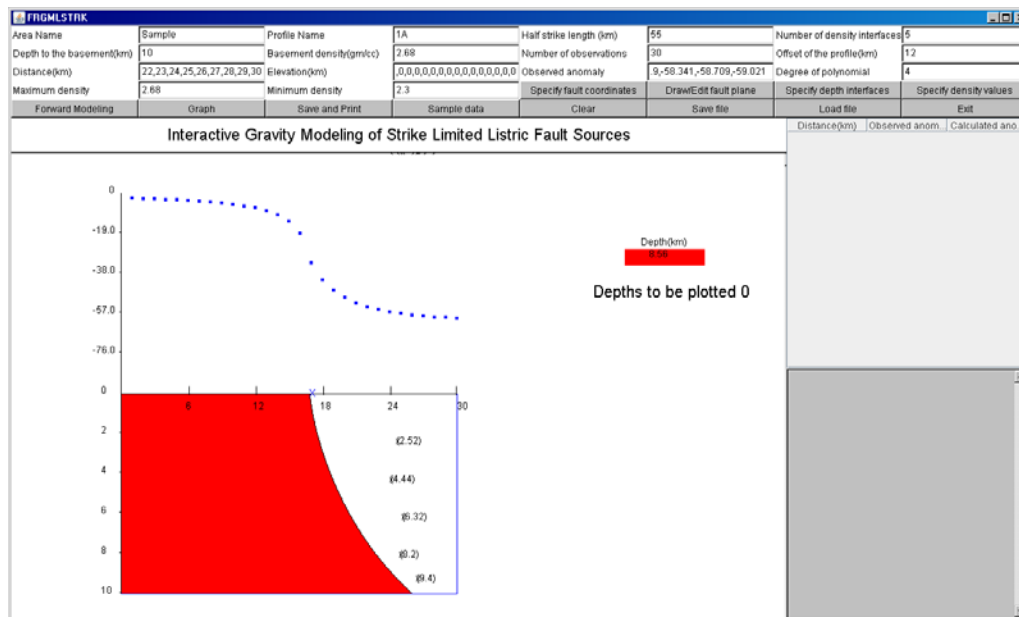 FRGMLSTRK
Area Name Sample Profile Name 1A Half strike length (km) 55 Number of density interfaces 5
Depth to the basement(km) 10 Basement density(gm/cc) 2.68 Number of observations 30 Offset of the profile(km) 12
Distance(km) 22,23,24,25,26,27,28,29,30 Elevation(km) ,0,0,0,0,0,0,0,0,0,0,0,0,0,0 Observed anomaly .9,-58.341,-58.709,-59.021 Degree of polynomial 4
Maximum density 2.68 Minimum density 2.3 Specify fault coordinates Draw/Edit fault plane Specify depth interfaces Specify density values
Forward Modeling Graph Save and Print Sample data Clear Save file Load file Exit
Interactive Gravity Modeling of Strike Limited Listric Fault Sources
Distance(km) Observed anom.. Calculated ano..
0
-19.0
-38.0
-57.0
-76.0
Depth(km)
8.58
Depths to be plotted 0
0
X
6 12 18 24 30
2
4
6
8
10
(2.52)
(4.44)
(6.32)
(8.2)
(9.4)